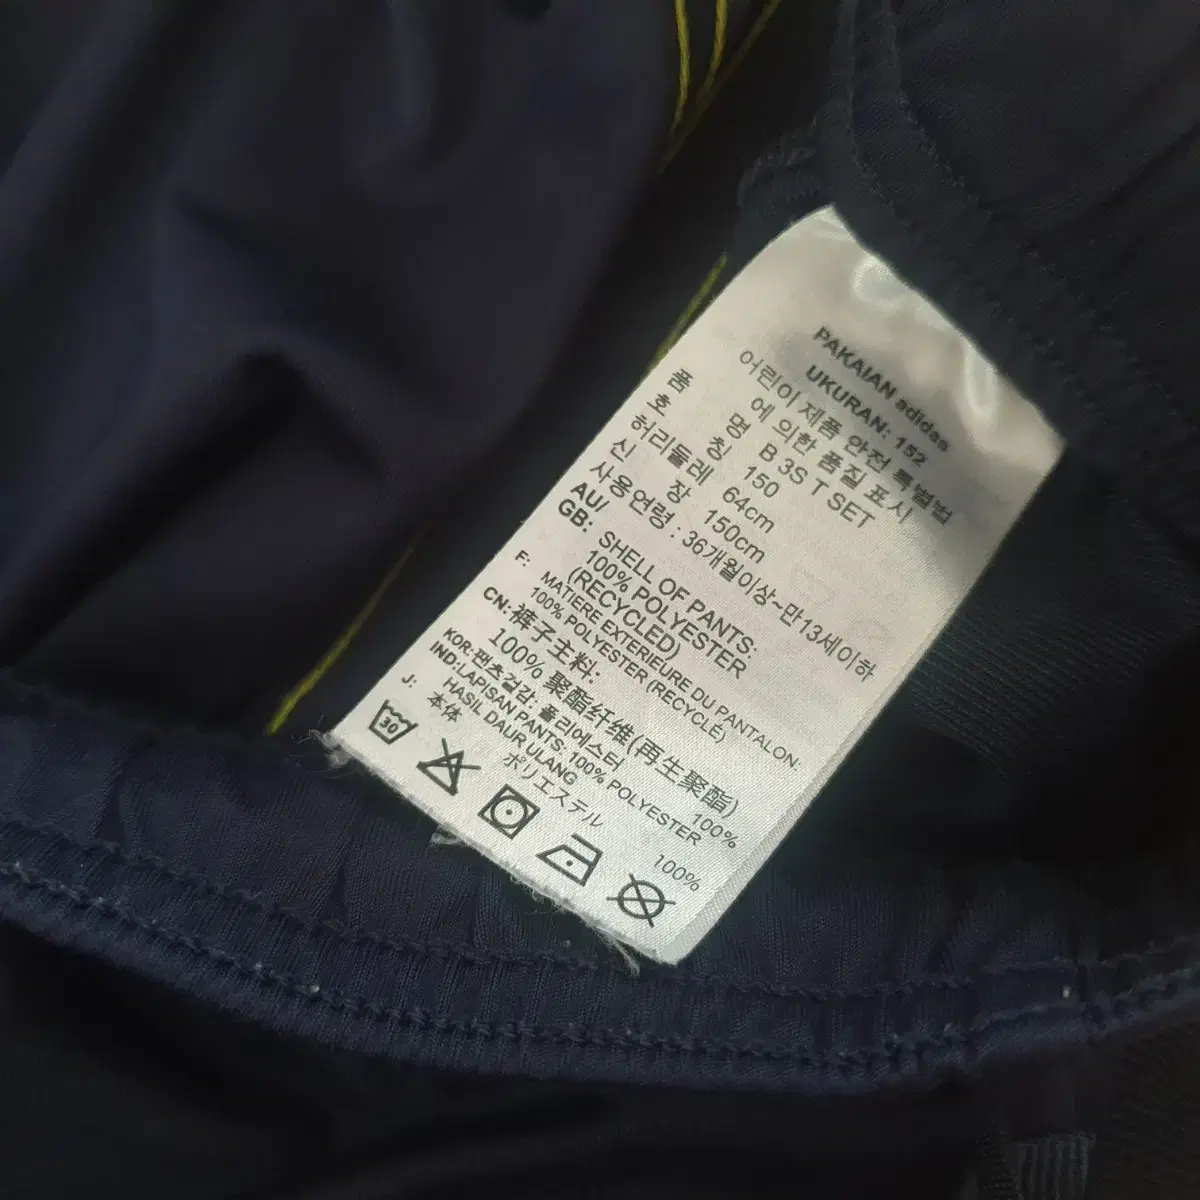 PAKAIAN adidas
UKURAN: 152
어린이 제품 안전 특별법
에 의한 품질 표시
품 명 B 3S T SET
호 칭 150
허리둘레 64cm
신 장 150cm
사용연령 : 36개월이상~만13세이하
AU/
GB: SHELL OF PANTS:
100% POLYESTER
(RECYCLED)
F: MATIERE EXTERIEURE DU PANTALON:
100% POLYESTER (RECYCLÉ)
CN: 裤子主料:
100% 聚酯纤维(再生聚酯)
KOR: 팬츠겉감: 폴리에스터 100%
IND: LAPISAN PANTS: 100% POLYESTER
HASIL DAUR ULANG
J: 本体 ポリエステル 100%
30